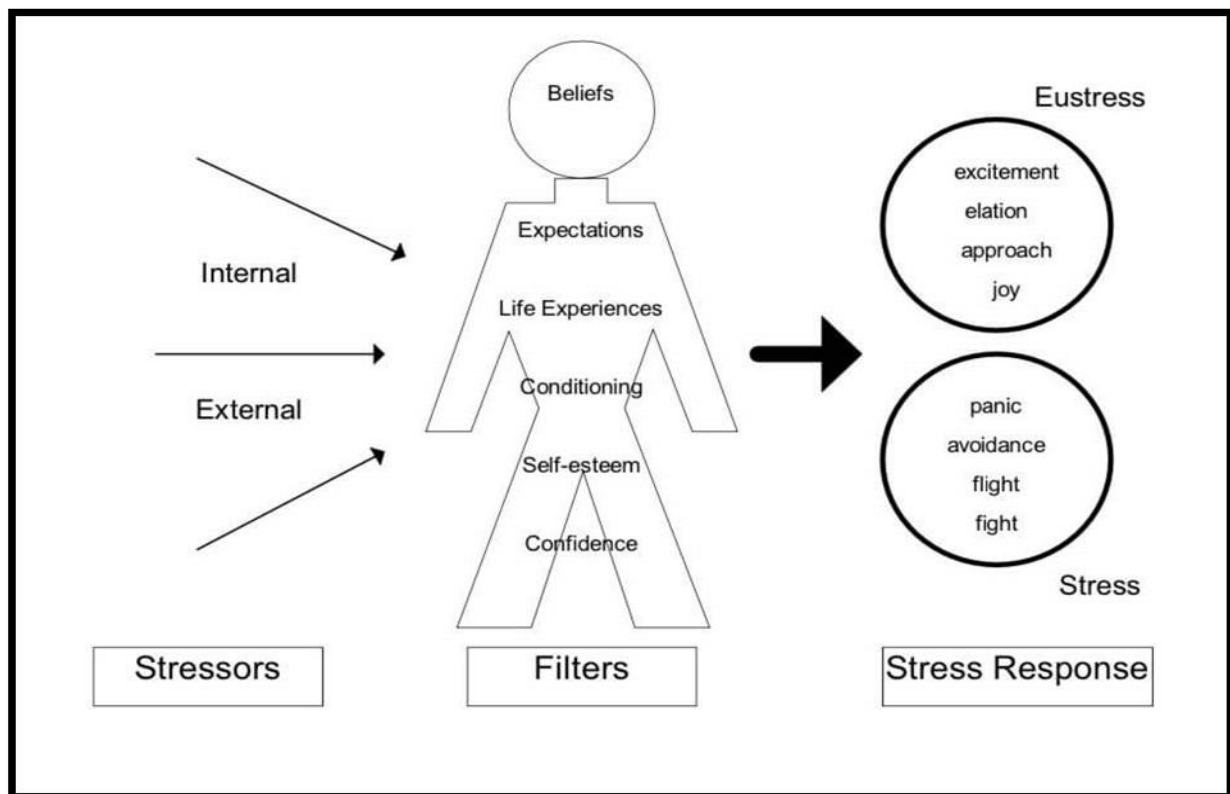 Internal
External
Stressors
Beliefs
Expectations
Life Experiences
Conditioning
Self-esteem
Confidence
Filters
Eustress
excitement
elation
approach
joy
panic
avoidance
flight
fight
Stress
Stress Response